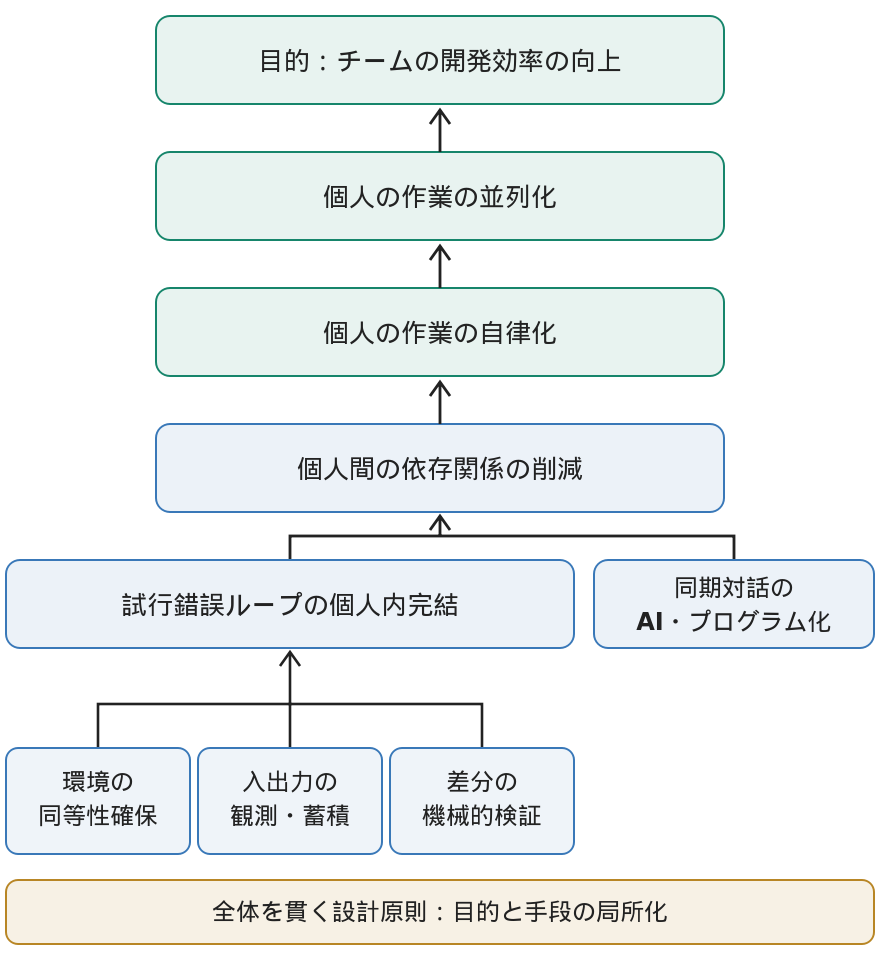 目的：チームの開発効率の向上
個人の作業の並列化
個人の作業の自律化
個人間の依存関係の削減
試行錯誤ループの個人内完結
同期対話の
AI・プログラム化
環境の
同等性確保
入出力の
観測・蓄積
差分の
機械的検証
全体を貫く設計原則：目的と手段の局所化